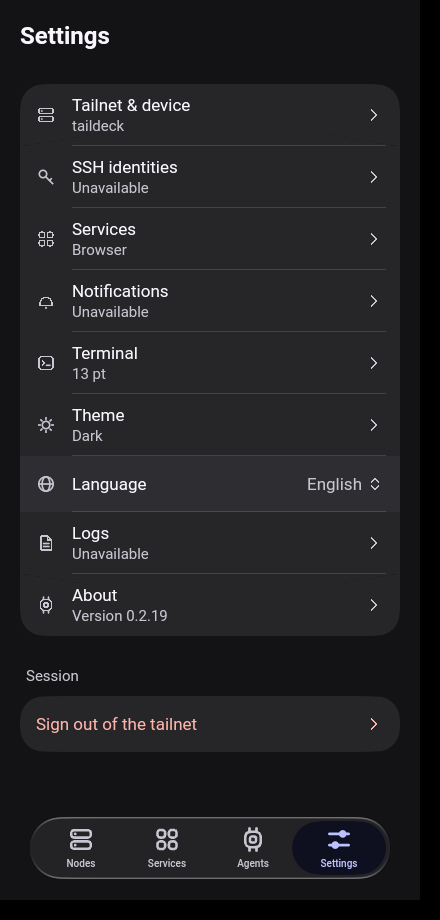 Settings
Tailnet & device
taildeck
SSH identities
Unavailable
Services
Browser
Notifications
Unavailable
Terminal
13 pt
Theme
Dark
Language English
Logs
Unavailable
About
Version 0.2.19
Session
Sign out of the tailnet
Nodes Services Agents Settings